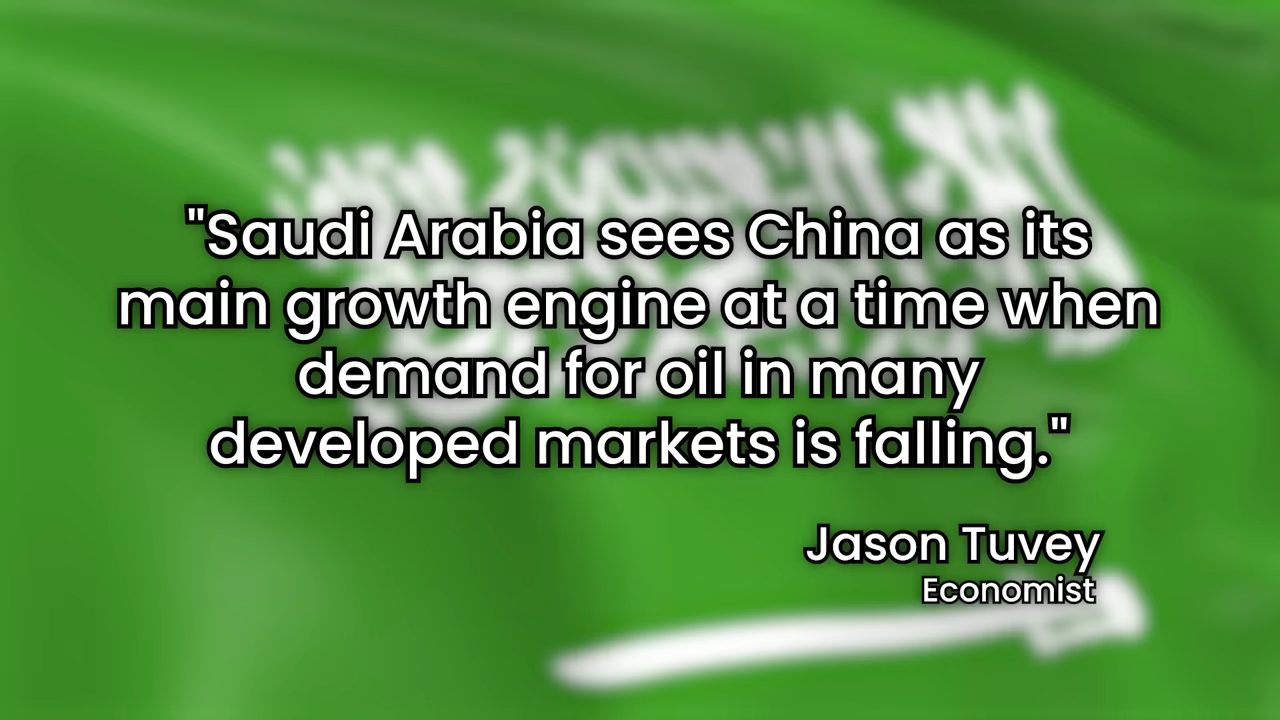 "Saudi Arabia sees China as its
main growth engine at a time when
demand for oil in many
developed markets is falling."
Jason Tuvey
Economist